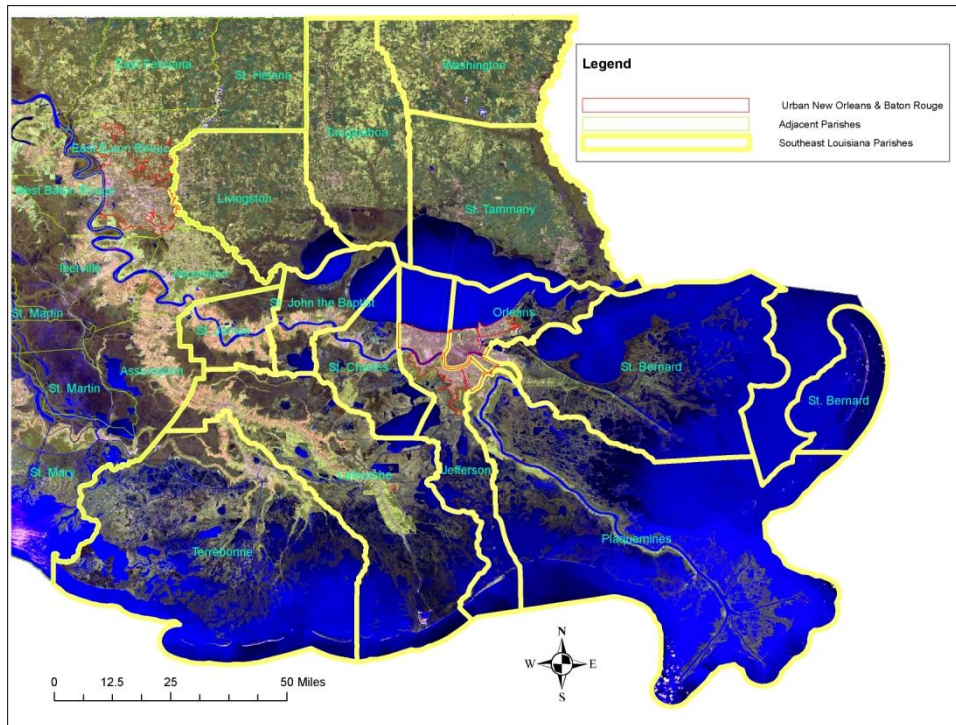 East Feliciana
St. Helena
Washington
Legend
Urban New Orleans & Baton Rouge
Adjacent Parishes
Southeast Louisiana Parishes
Tangipahoa
East Baton Rouge
West Baton Rouge
Livingston
St. Tammany
Iberville
Ascension
St. Martin
St. John the Baptist
Orleans
St. James
Assumption
St. Charles
St. Bernard
St. Martin
St. Bernard
St. Mary
Lafourche
Jefferson
Terrebonne
Plaquemines
N
W E
S
0 12.5 25 50 Miles